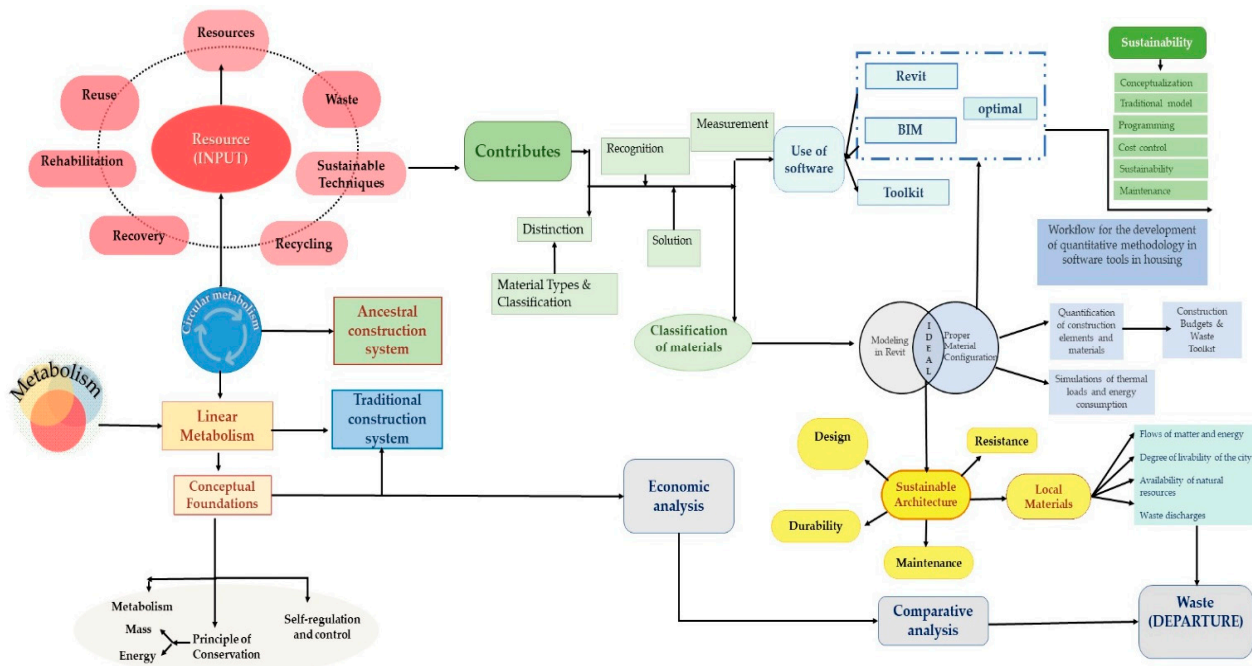 Resources
Reuse
Waste
Resource
(INPUT)
Rehabilitation
Sustainable
Techniques
Recovery
Recycling
Circular metabolism
Ancestral
construction
system
Metabolism
Linear
Metabolism
Traditional
construction
system
Conceptual
Foundations
Metabolism
Mass
Energy
Principle of
Conservation
Self-regulation
and control
Contributes
Recognition
Measurement
Distinction
Solution
Material Types &
Classification
Classification
of materials
Use of
software
Revit
BIM
optimal
Toolkit
Sustainability
Conceptualization
Traditional model
Programming
Cost control
Sustainability
Maintenance
Workflow for the development
of quantitative methodology in
software tools in housing
Modeling
in Revit
IDEAL
Proper
Material
Configuration
Quantification
of construction
elements and
materials
Construction
Budgets &
Waste
Toolkit
Simulations of thermal
loads and energy
consumption
Design
Resistance
Sustainable
Architecture
Local
Materials
Durability
Maintenance
Flows of matter and energy
Degree of livability of the city
Availability of natural
resources
Waste discharges
Economic
analysis
Comparative
analysis
Waste
(DEPARTURE)